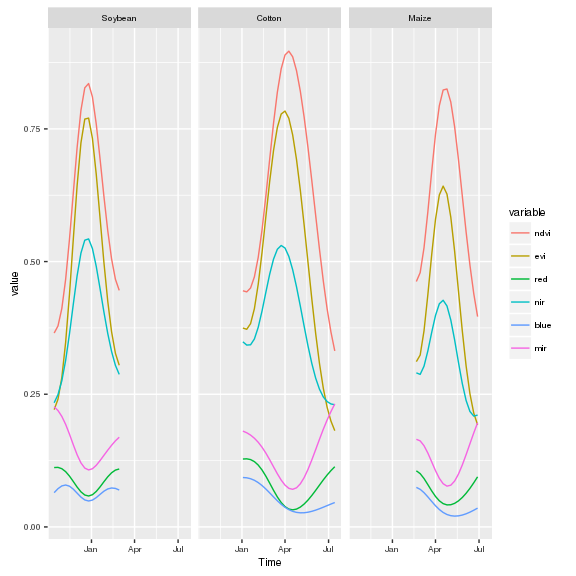 Soybean Cotton Maize
value
0.75
0.50
0.25
0.00
Jan Apr Jul Jan Apr Jul Jan Apr Jul
Time
variable
ndvi
evi
red
nir
blue
mir